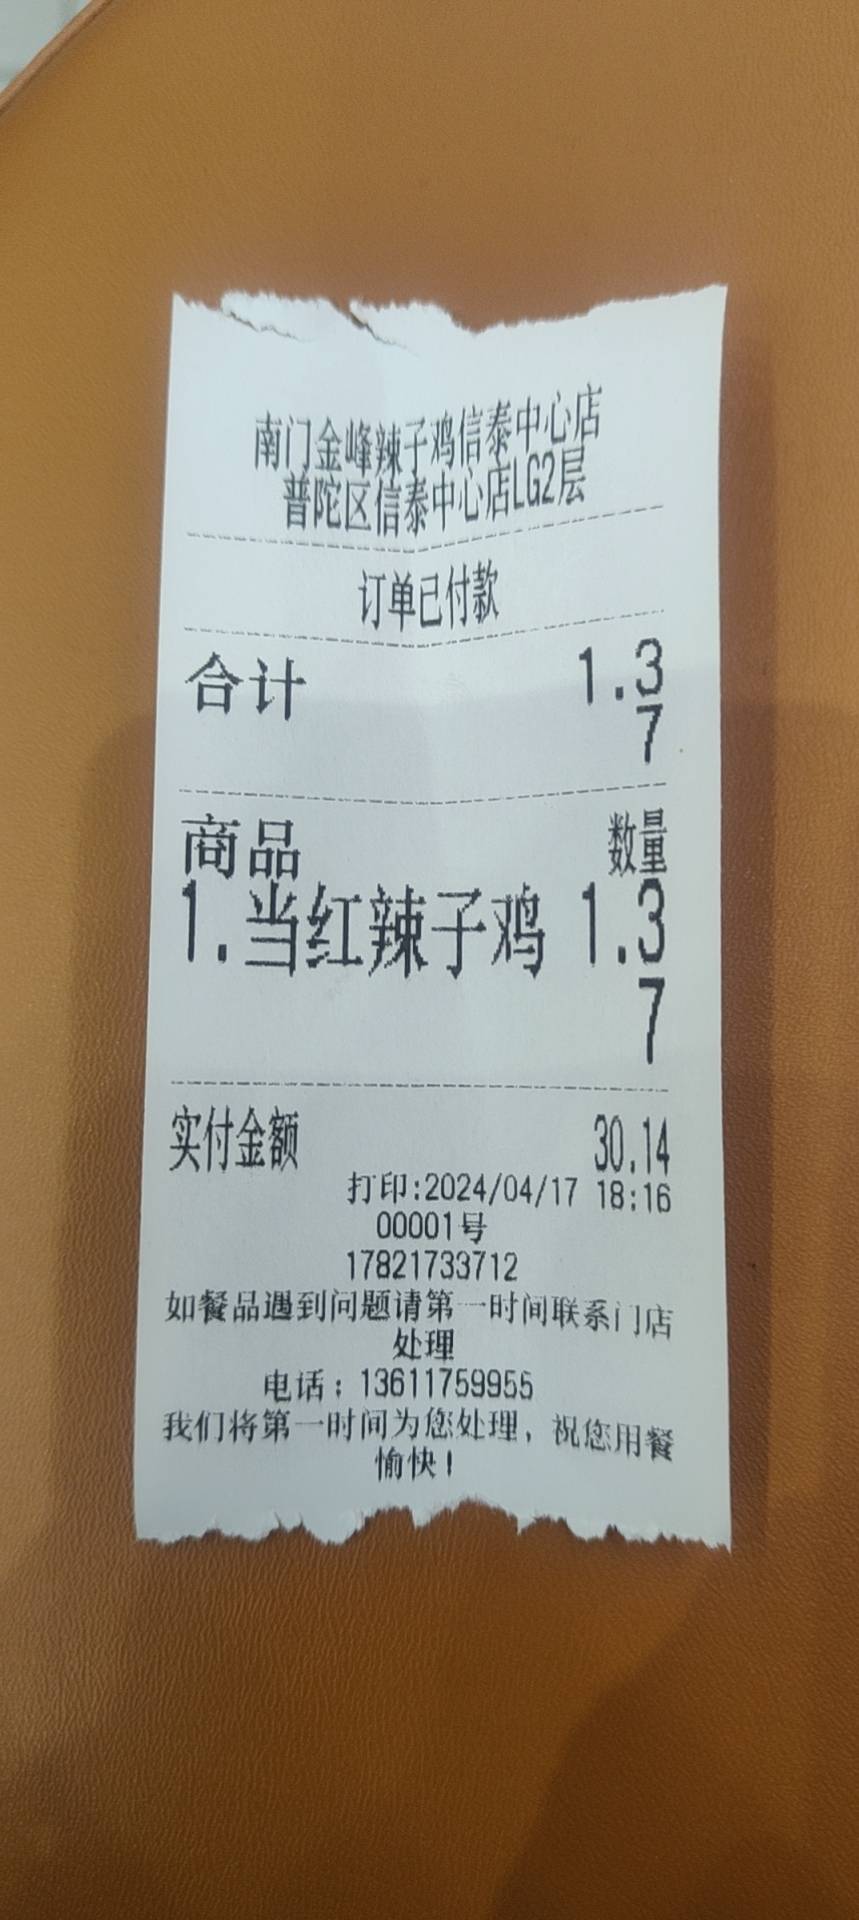 南门金峰辣子鸡信泰中心店
普陀区信泰中心店LG2层
订单已付款
合计 1.3
7
商品 数量
1.当红辣子鸡 1.3
7
实付金额 30.14
打印:2024/04/17 18:16
00001号
17821733712
如餐品遇到问题请第一时间联系门店
处理
电话：13611759955
我们将第一时间为您处理，祝您用餐
愉快！